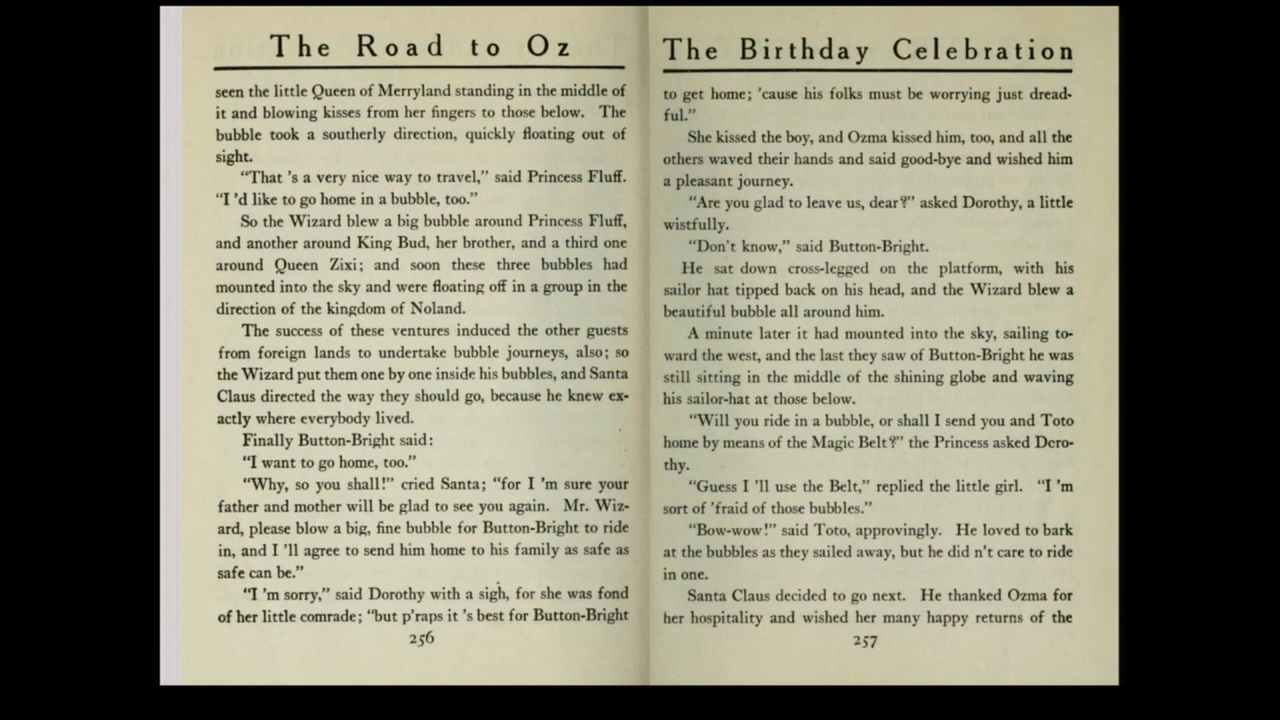 The Road to Oz
seen the little Queen of Merryland standing in the middle of
it and blowing kisses from her fingers to those below. The
bubble took a southerly direction, quickly floating out of
sight.
“That ’s a very nice way to travel,” said Princess Fluff.
“I ’d like to go home in a bubble, too.”
So the Wizard blew a big bubble around Princess Fluff,
and another around King Bud, her brother, and a third one
around Queen Zixi; and soon these three bubbles had
mounted into the sky and were floating off in a group in the
direction of the kingdom of Noland.
The success of these ventures induced the other guests
from foreign lands to undertake bubble journeys, also; so
the Wizard put them one by one inside his bubbles, and Santa
Claus directed the way they should go, because he knew ex-
actly where everybody lived.
Finally Button-Bright said:
“I want to go home, too.”
“Why, so you shall!” cried Santa; “for I ’m sure your
father and mother will be glad to see you again. Mr. Wiz-
ard, please blow a big, fine bubble for Button-Bright to ride
in, and I ’ll agree to send him home to his family as safe as
safe can be.”
“I ’m sorry,” said Dorothy with a sigh, for she was fond
of her little comrade; “but p’raps it ’s best for Button-Bright
256
The Birthday Celebration
to get home; ’cause his folks must be worrying just dread-
ful.”
She kissed the boy, and Ozma kissed him, too, and all the
others waved their hands and said good-bye and wished him
a pleasant journey.
“Are you glad to leave us, dear?” asked Dorothy, a little
wistfully.
“Don’t know,” said Button-Bright.
He sat down cross-legged on the platform, with his
sailor hat tipped back on his head, and the Wizard blew a
beautiful bubble all around him.
A minute later it had mounted into the sky, sailing to-
ward the west, and the last they saw of Button-Bright he was
still sitting in the middle of the shining globe and waving
his sailor-hat at those below.
“Will you ride in a bubble, or shall I send you and Toto
home by means of the Magic Belt?” the Princess asked Doro-
thy.
“Guess I ’ll use the Belt,” replied the little girl. “I ’m
sort of ’fraid of those bubbles.”
“Bow-wow!” said Toto, approvingly. He loved to bark
at the bubbles as they sailed away, but he did n’t care to ride
in one.
Santa Claus decided to go next. He thanked Ozma for
her hospitality and wished her many happy returns of the
257